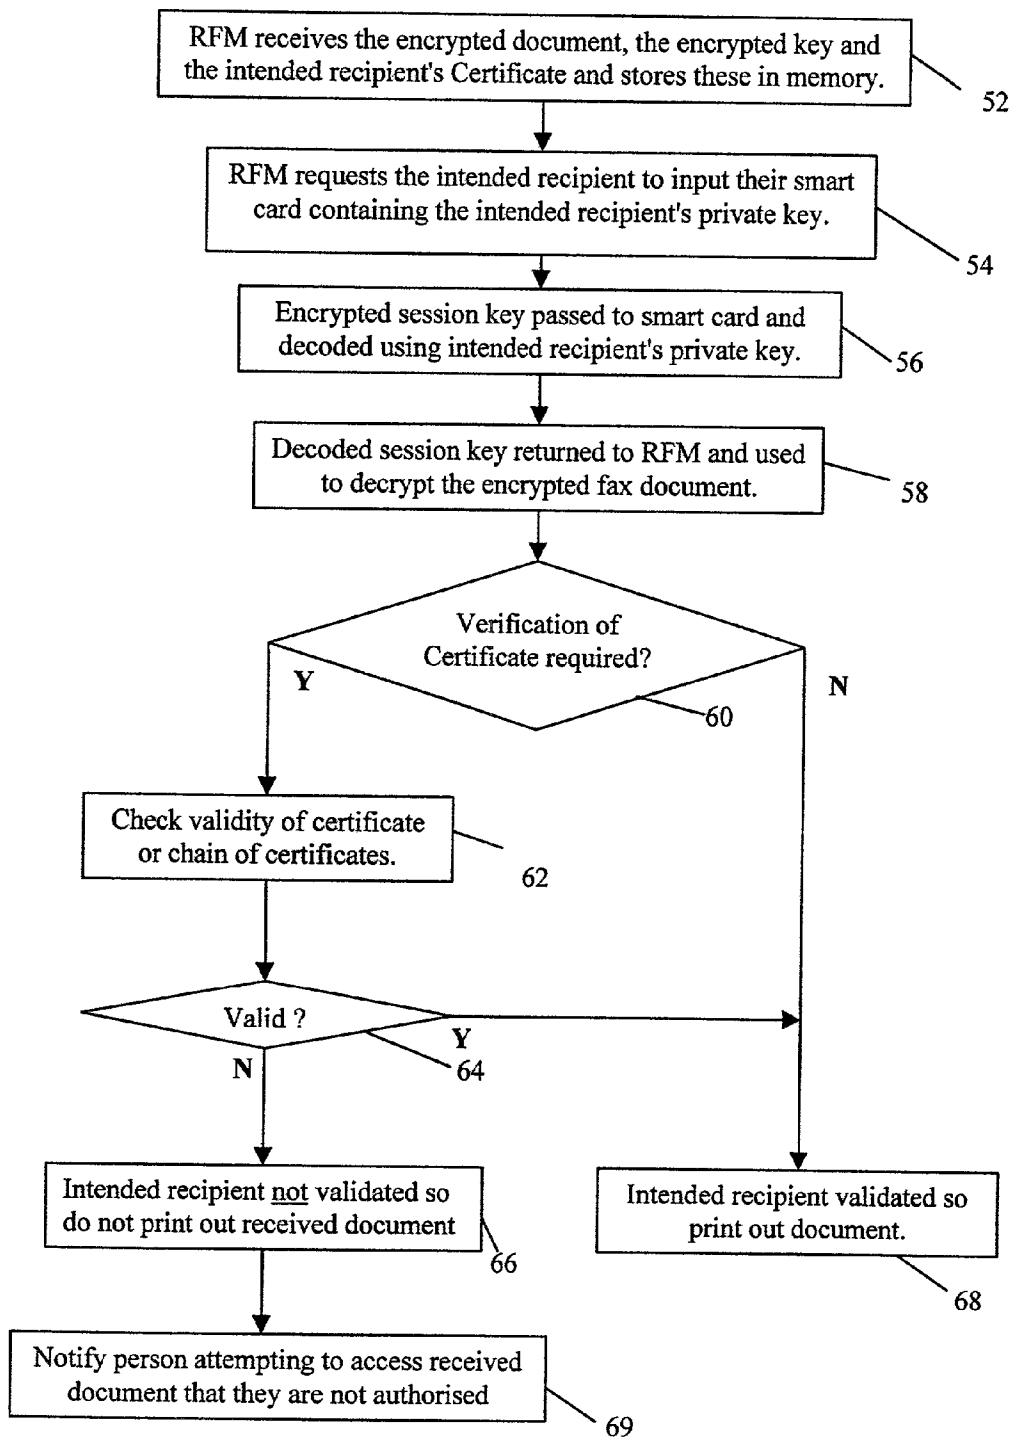 RFM receives the encrypted document, the encrypted key and
the intended recipient's Certificate and stores these in memory.
52
RFM requests the intended recipient to input their smart
card containing the intended recipient's private key.
54
Encrypted session key passed to smart card and
decoded using intended recipient's private key.
56
Decoded session key returned to RFM and used
to decrypt the encrypted fax document.
58
Verification of
Certificate required?
Y
N
60
Check validity of certificate
or chain of certificates.
62
Valid ?
Y
N
64
Intended recipient not validated so
do not print out received document
66
Intended recipient validated so
print out document.
68
Notify person attempting to access received
document that they are not authorised
69